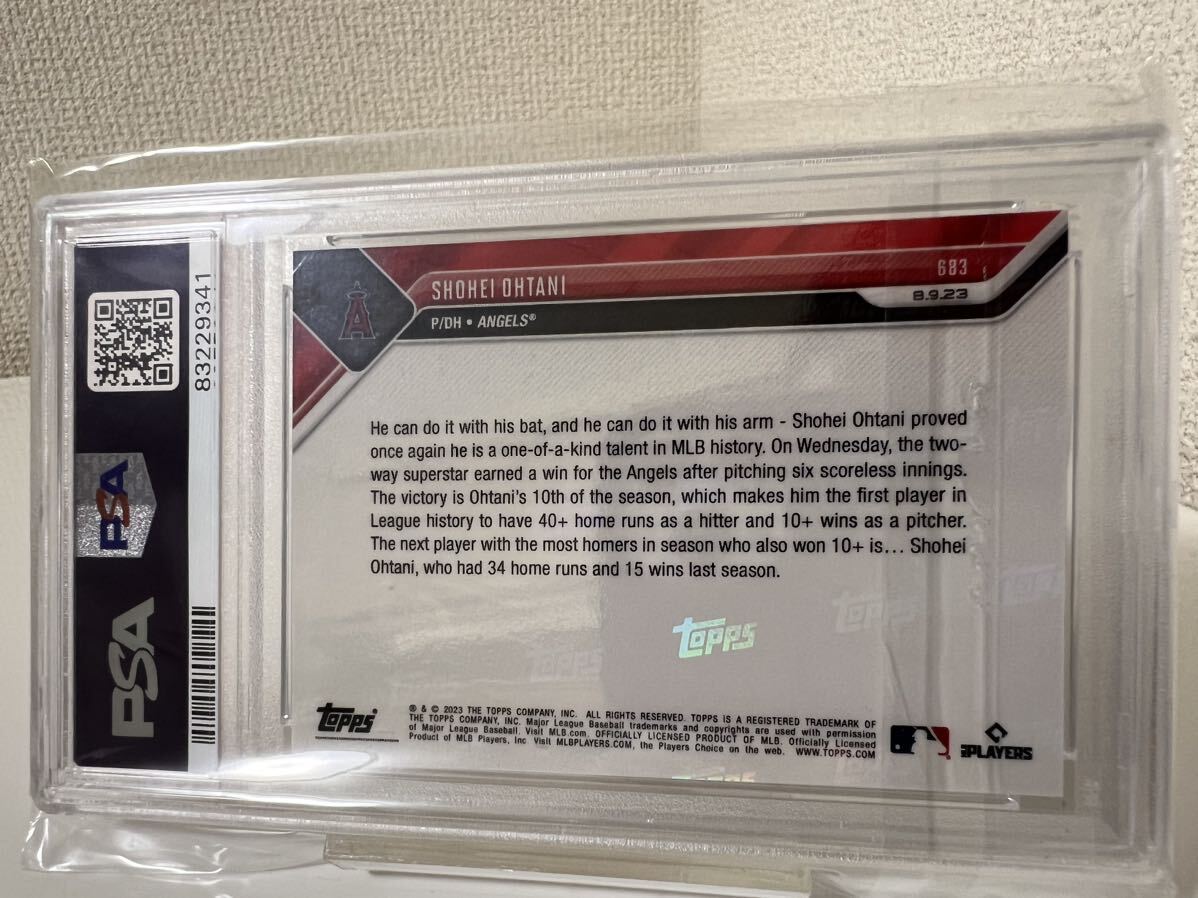 83229341
PSA
PSA
A
SHOHEI OHTANI
683
P/DH • ANGELS®
8.9.23
He can do it with his bat, and he can do it with his arm - Shohei Ohtani proved
once again he is a one-of-a-kind talent in MLB history. On Wednesday, the two-
way superstar earned a win for the Angels after pitching six scoreless innings.
The victory is Ohtani's 10th of the season, which makes him the first player in
League history to have 40+ home runs as a hitter and 10+ wins as a pitcher.
The next player with the most homers in season who also won 10+ is... Shohei
Ohtani, who had 34 home runs and 15 wins last season.
Topps
Topps
Topps
Topps
® & © 2023 THE TOPPS COMPANY, INC. ALL RIGHTS RESERVED. TOPPS IS A REGISTERED TRADEMARK OF
THE TOPPS COMPANY, INC. Major League Baseball trademarks and copyrights are used with permission
of Major League Baseball. Visit MLB.com. OFFICIALLY LICENSED PRODUCT OF MLB. Officially Licensed
Product of MLB Players, Inc Visit MLBPLAYERS.COM, the Players Choice on the web. WWW.TOPPS.COM
PLAYERS